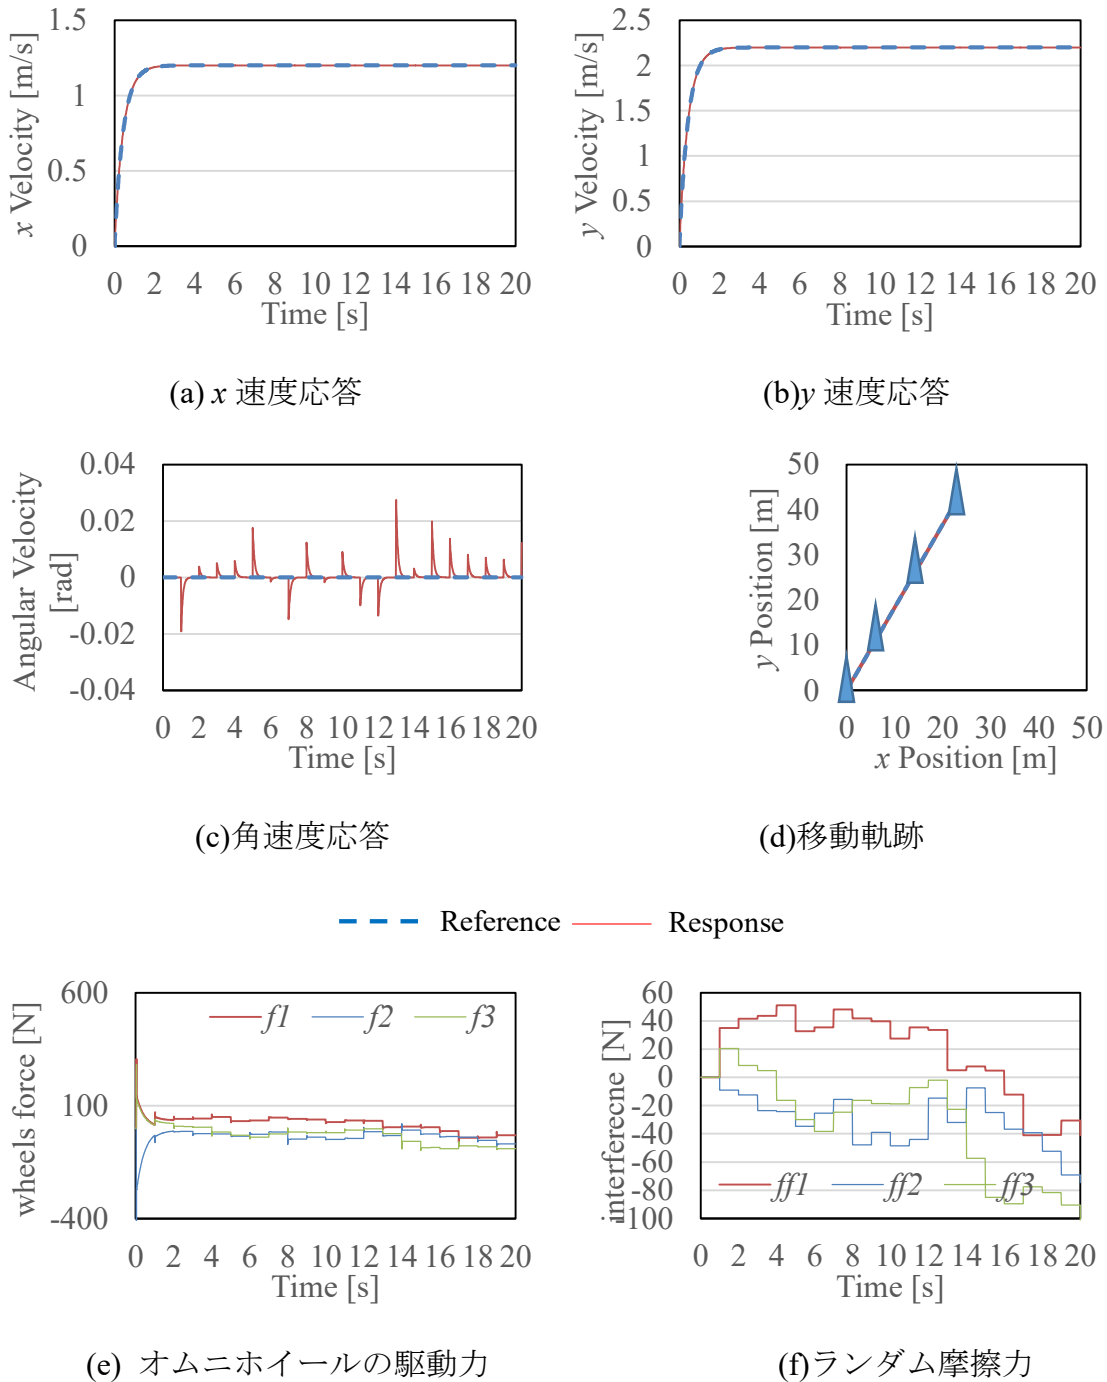 1.5
1
0.5
0
x Velocity [m/s]
0 2 4 6 8 10 12 14 16 18 20
Time [s]
(a) x 速度応答
2.5
2
1.5
1
0.5
0
y Velocity [m/s]
0 2 4 6 8 10 12 14 16 18 20
Time [s]
(b)y 速度応答
0.04
0.02
0
-0.02
-0.04
Angular Velocity
[rad]
0 2 4 6 8 10 12 14 16 18 20
Time [s]
(c)角速度応答
50
40
30
20
10
0
y Position [m]
0 10 20 30 40 50
x Position [m]
(d)移動軌跡
Reference Response
600
100
-400
wheels force [N]
f1 f2 f3
0 2 4 6 8 10 12 14 16 18 20
Time [s]
(e) オムニホイールの駆動力
60
40
20
0
-20
-40
-60
-80
-100
interferecne [N]
ff1 ff2 ff3
0 2 4 6 8 10 12 14 16 18 20
Time [s]
(f)ランダム摩擦力